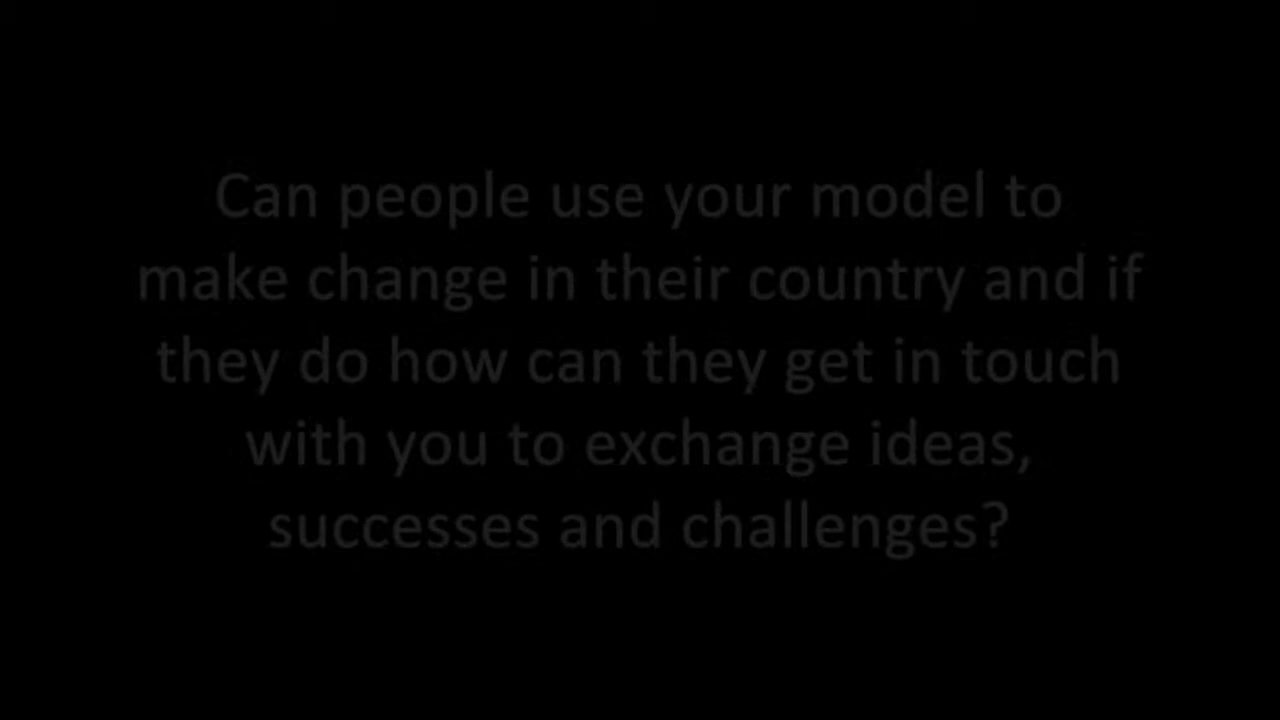 Can people use your model to
make change in their country and if
they do how can they get in touch
with you to exchange ideas,
successes and challenges?